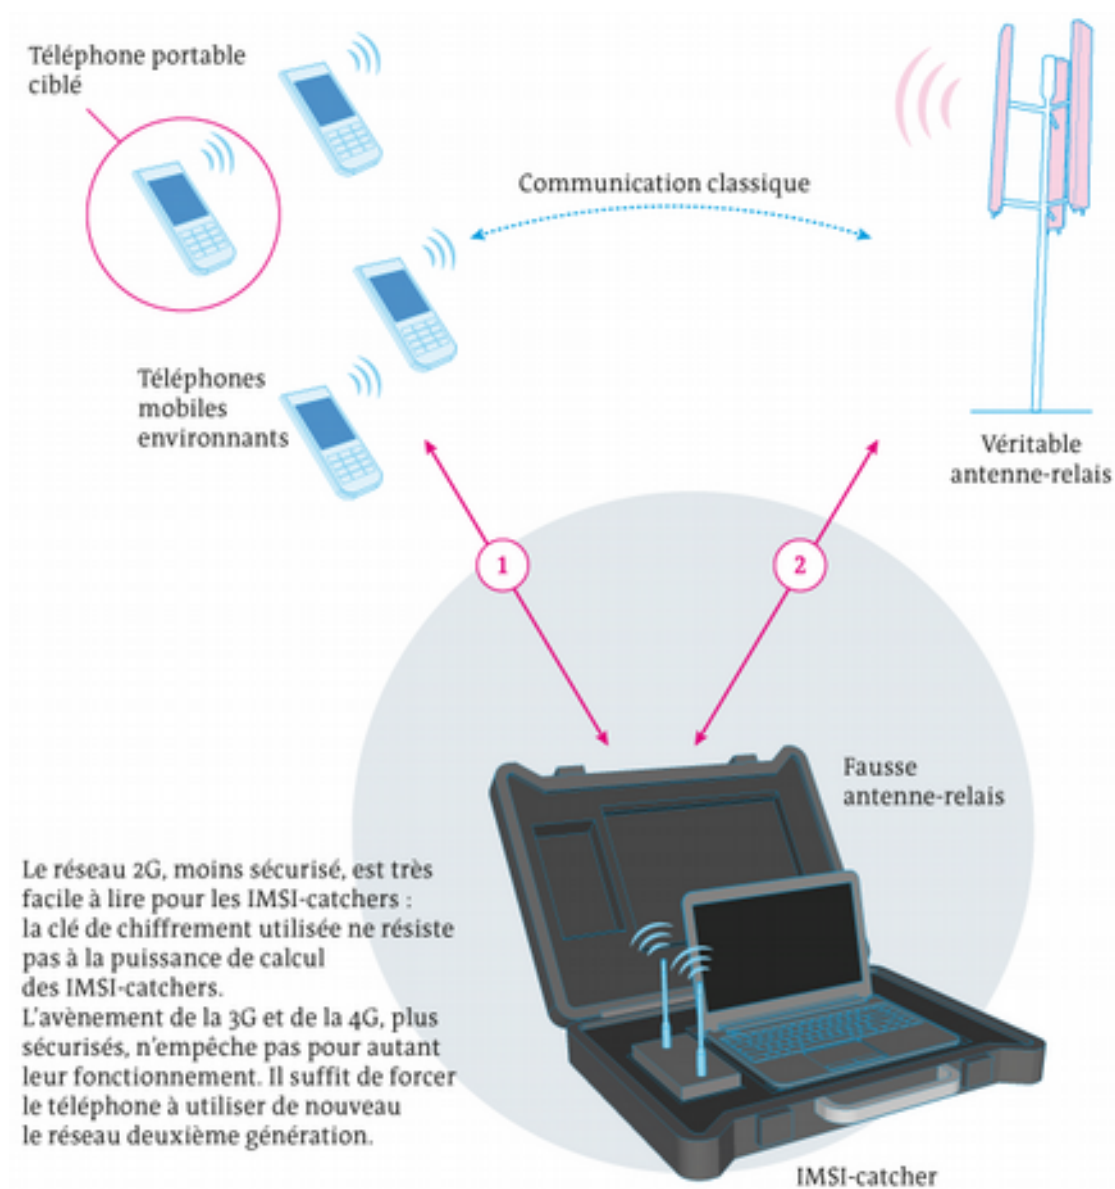 Téléphone portable
ciblé
Communication classique
Téléphones
mobiles
environnants
Véritable
antenne-relais
1
2
Fausse
antenne-relais
Le réseau 2G, moins sécurisé, est très
facile à lire pour les IMSI-catchers :
la clé de chiffrement utilisée ne résiste
pas à la puissance de calcul
des IMSI-catchers.
L'avènement de la 3G et de la 4G, plus
sécurisés, n'empêche pas pour autant
leur fonctionnement. Il suffit de forcer
le téléphone à utiliser de nouveau
le réseau deuxième génération.
IMSI-catcher